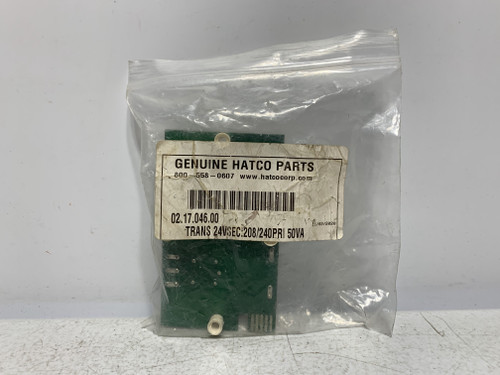 GENUINE HATCO PARTS
800-558-0607 www.hatcocorp.com
02.17.046.00
TRANS 24VSEC:208/240PRI 50VA